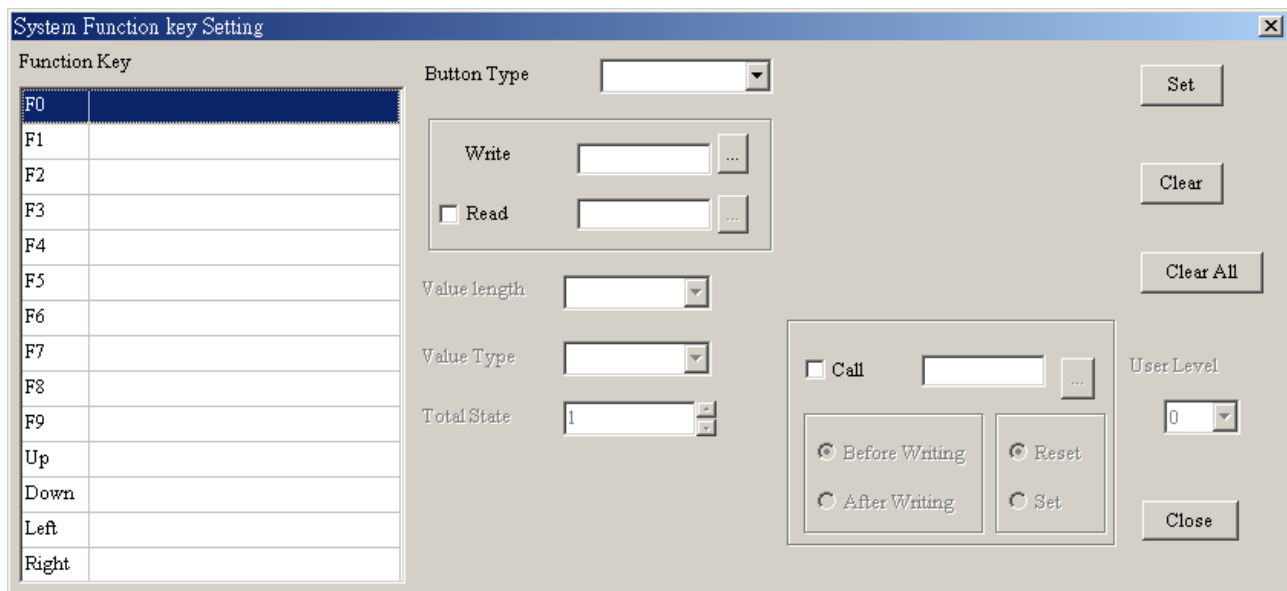 System Function key Setting
Function Key
F0
F1
F2
F3
F4
F5
F6
F7
F8
F9
Up
Down
Left
Right
Button Type
Write
...
Read
...
Value length
Value Type
Total State
1
Call
...
Before Writing
After Writing
Reset
Set
Set
Clear
Clear All
User Level
0
Close